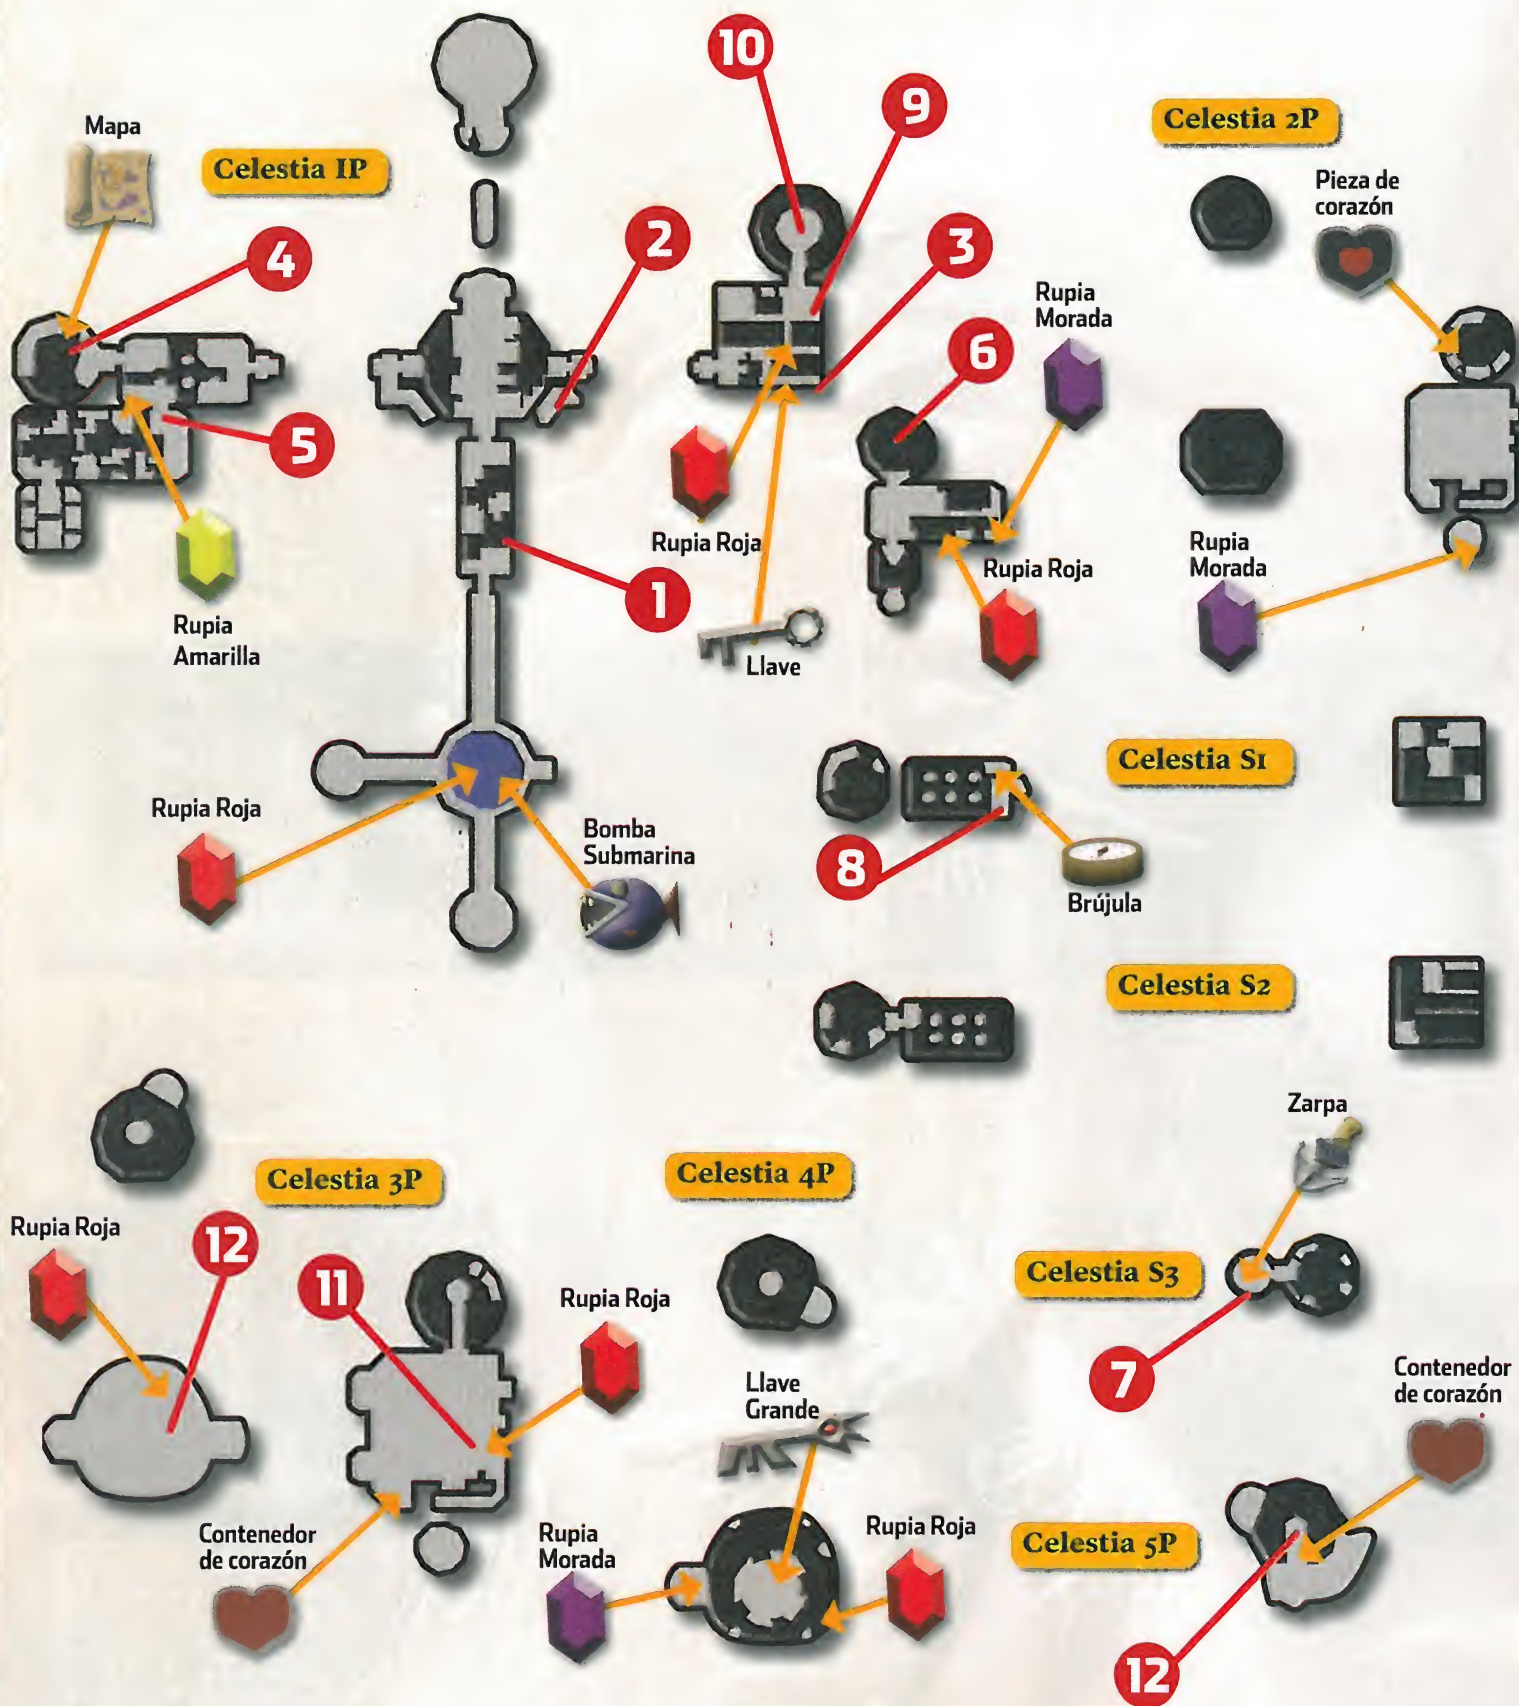 10
9
Celestia 2P
Mapa
Celestia 1P
Pieza de
corazón
2
3
4
Rupia
Morada
6
5
Rupia Roja
Rupia
Morada
Rupia Roja
1
Rupia
Amarilla
Llave
Celestia S1
Rupia Roja
Bomba
Submarina
8
Brújula
Celestia S2
Zarpa
Celestia 3P
Celestia 4P
Rupia Roja
12
11
Rupia Roja
Celestia S3
7
Llave
Grande
Contenedor
de corazón
Contenedor
de corazón
Rupia
Morada
Rupia Roja
Celestia 5P
12